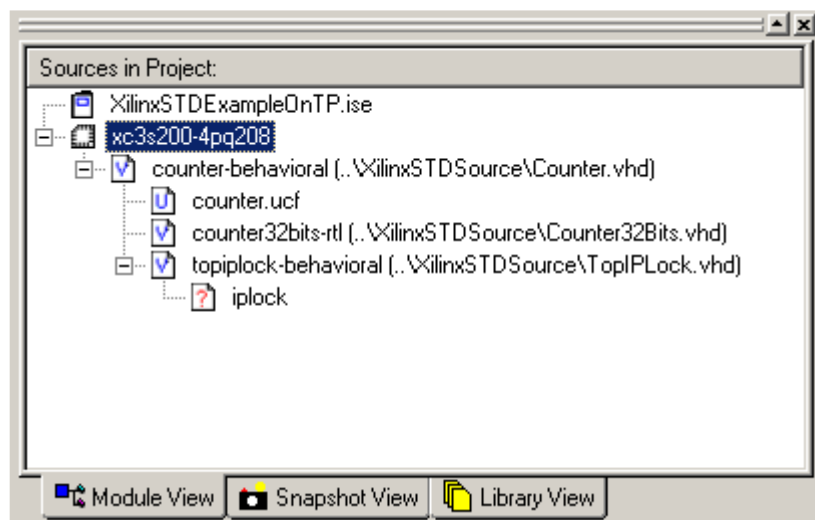 Sources in Project:
XilinxSTDExampleOnTP.ise
xc3s200-4pq208
counter-behavioral (..\XilinxSTDSource\Counter.vhd)
counter.ucf
counter32bits-rtl (..\XilinxSTDSource\Counter32Bits.vhd)
topiplock-behavioral (..\XilinxSTDSource\TopIPLock.vhd)
iplock
Module View Snapshot View Library View